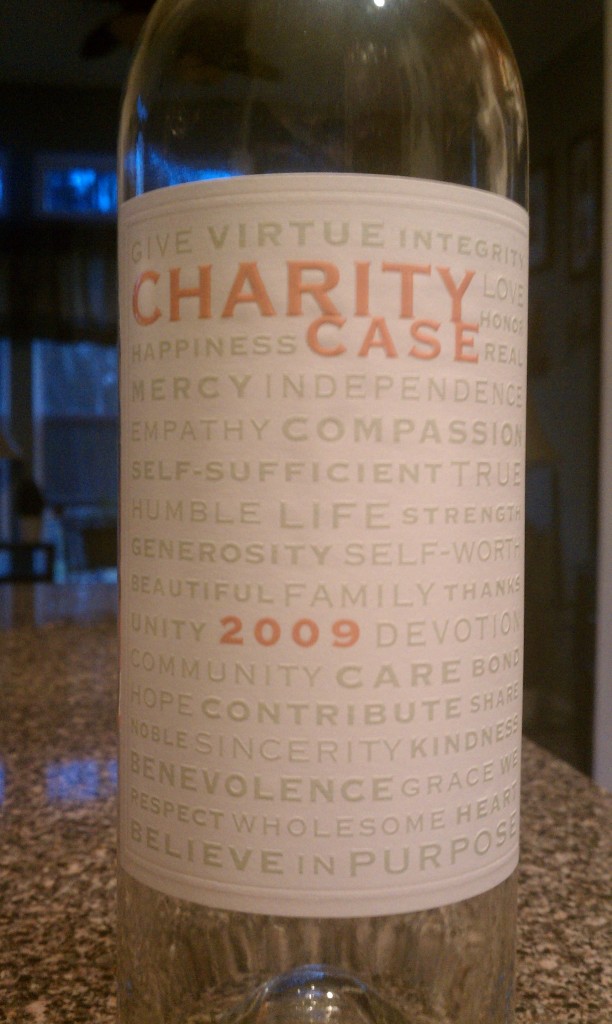 GIVE VIRTUE INTEGRITY
CHARITY LOVE
HONOR
HAPPINESS CASE REAL
MERCY INDEPENDENCE
EMPATHY COMPASSION
SELF-SUFFICIENT TRUE
HUMBLE LIFE STRENGTH
GENEROSITY SELF-WORTH
BEAUTIFUL FAMILY THANKS
UNITY 2009 DEVOTION
COMMUNITY CARE BOND
HOPE CONTRIBUTE SHARE
NOBLE SINCERITY KINDNESS
BENEVOLENCE GRACE WE
RESPECT WHOLESOME HEART
BELIEVE IN PURPOSE